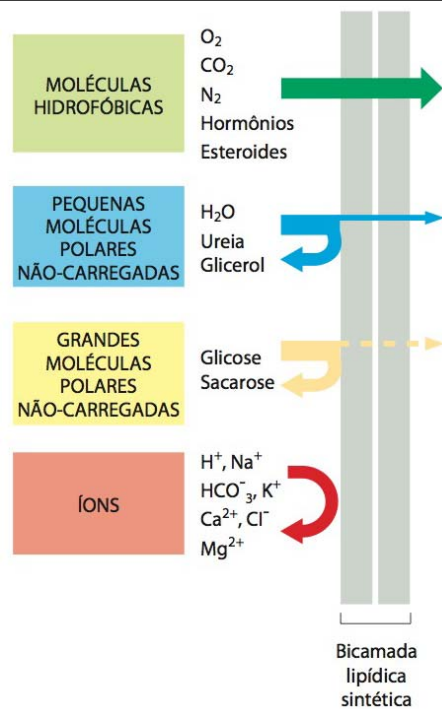 MOLÉCULAS
HIDROFÓBICAS
O₂
CO₂
N₂
Hormônios
Esteroides
PEQUENAS
MOLÉCULAS
POLARES
NÃO-CARREGADAS
H₂O
Ureia
Glicerol
GRANDES
MOLÉCULAS
POLARES
NÃO-CARREGADAS
Glicose
Sacarose
ÍONS
H⁺, Na⁺
HCO⁻₃, K⁺
Ca²⁺, Cl⁻
Mg²⁺
Bicamada
lipídica
sintética